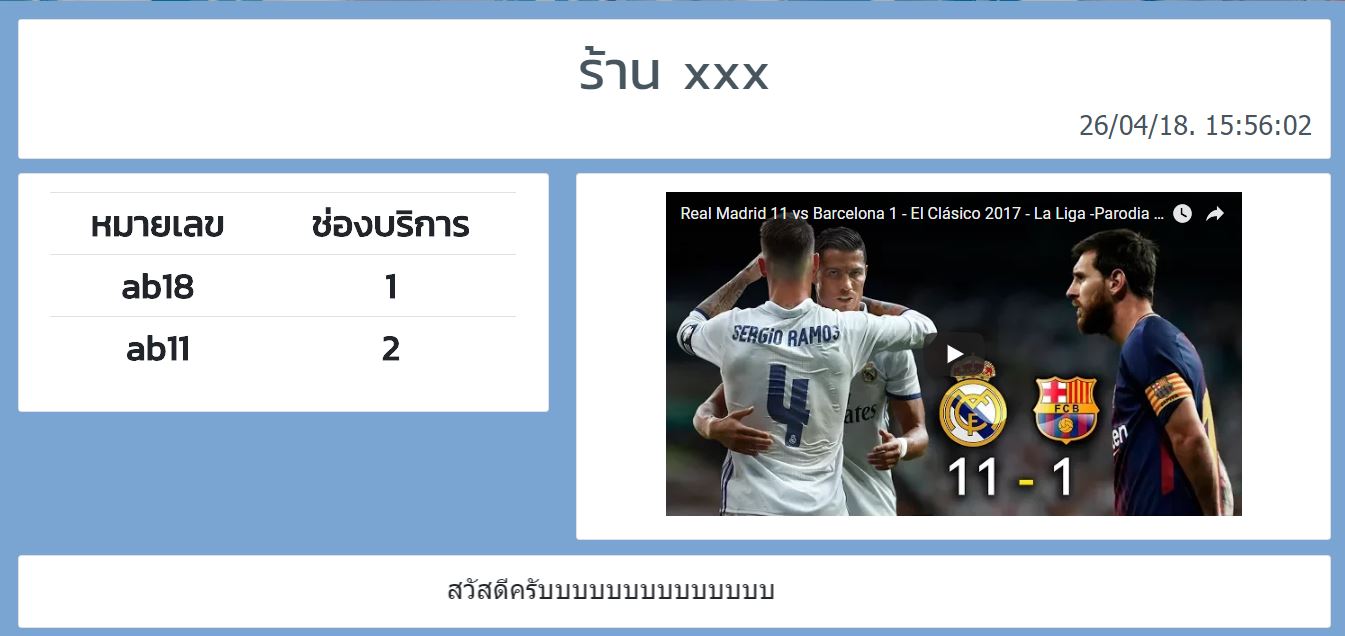 ร้าน xxx
26/04/18. 15:56:02
หมายเลข ช่องบริการ
ab18 1
ab11 2
Real Madrid 11 vs Barcelona 1 - El Clásico 2017 - La Liga -Parodia ...
SERGIO RAMOS
4
FCB
11 - 1
สวัสดีครับบบบบบบบบบบบบบ